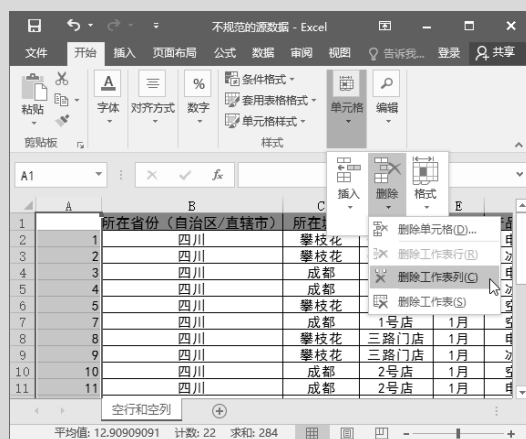 不规范的源数据 - Excel
文件 开始 插入 页面布局 公式 数据 审阅 视图 告诉我... 登录 共享
粘贴 字体 对齐方式 数字 条件格式 套用表格格式 单元格样式 单元格 编辑
剪贴板 样式
A1 fx
插入 删除 格式
删除单元格(D)...
删除工作表行(R)
删除工作表列(C)
删除工作表(S)
A B C E
1 所在省份（自治区/直辖市）
2 1 四川 攀枝花
3 2 四川 攀枝花
4 3 四川 成都
5 4 四川 成都
6 5 四川 攀枝花
7 7 四川 成都 1号店 1月
8 8 四川 攀枝花 三路门店 1月
9 9 四川 攀枝花 三路门店 1月
10 10 四川 成都 2号店 1月
11 11 四川 成都 2号店 1月
空行和空列
平均值: 12.90909091 计数: 22 求和: 284